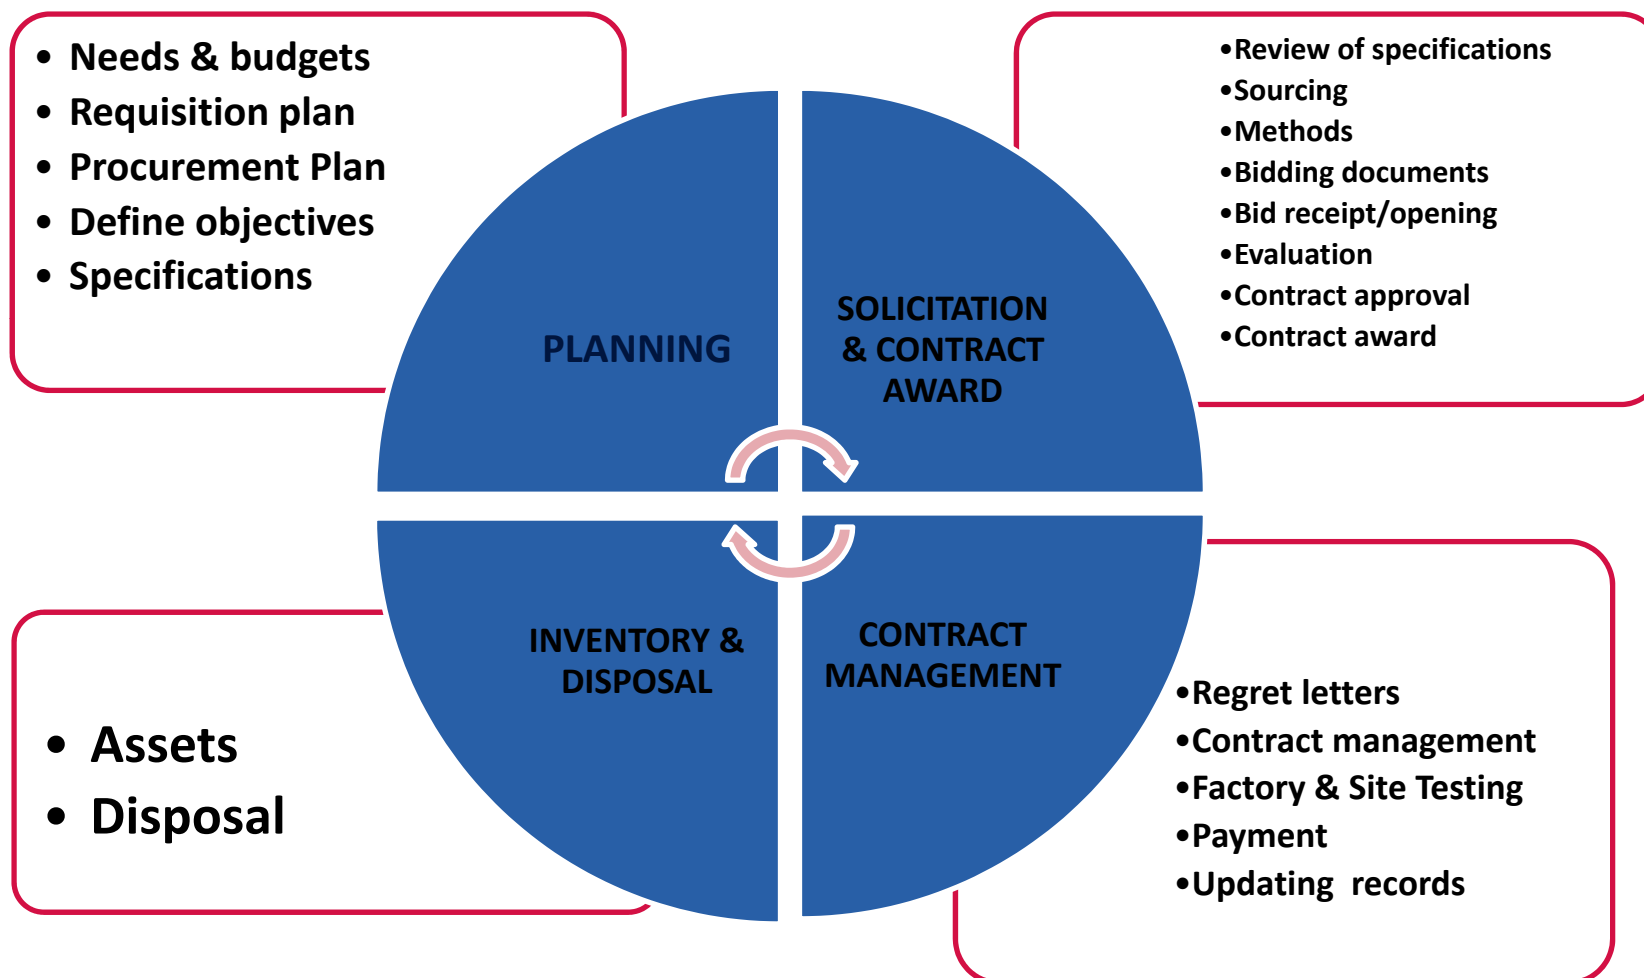 • Needs & budgets
• Requisition plan
• Procurement Plan
• Define objectives
• Specifications
PLANNING
•Review of specifications
•Sourcing
•Methods
•Bidding documents
•Bid receipt/opening
•Evaluation
•Contract approval
•Contract award
SOLICITATION
& CONTRACT
AWARD
INVENTORY &
DISPOSAL
• Assets
• Disposal
CONTRACT
MANAGEMENT
•Regret letters
•Contract management
•Factory & Site Testing
•Payment
•Updating records